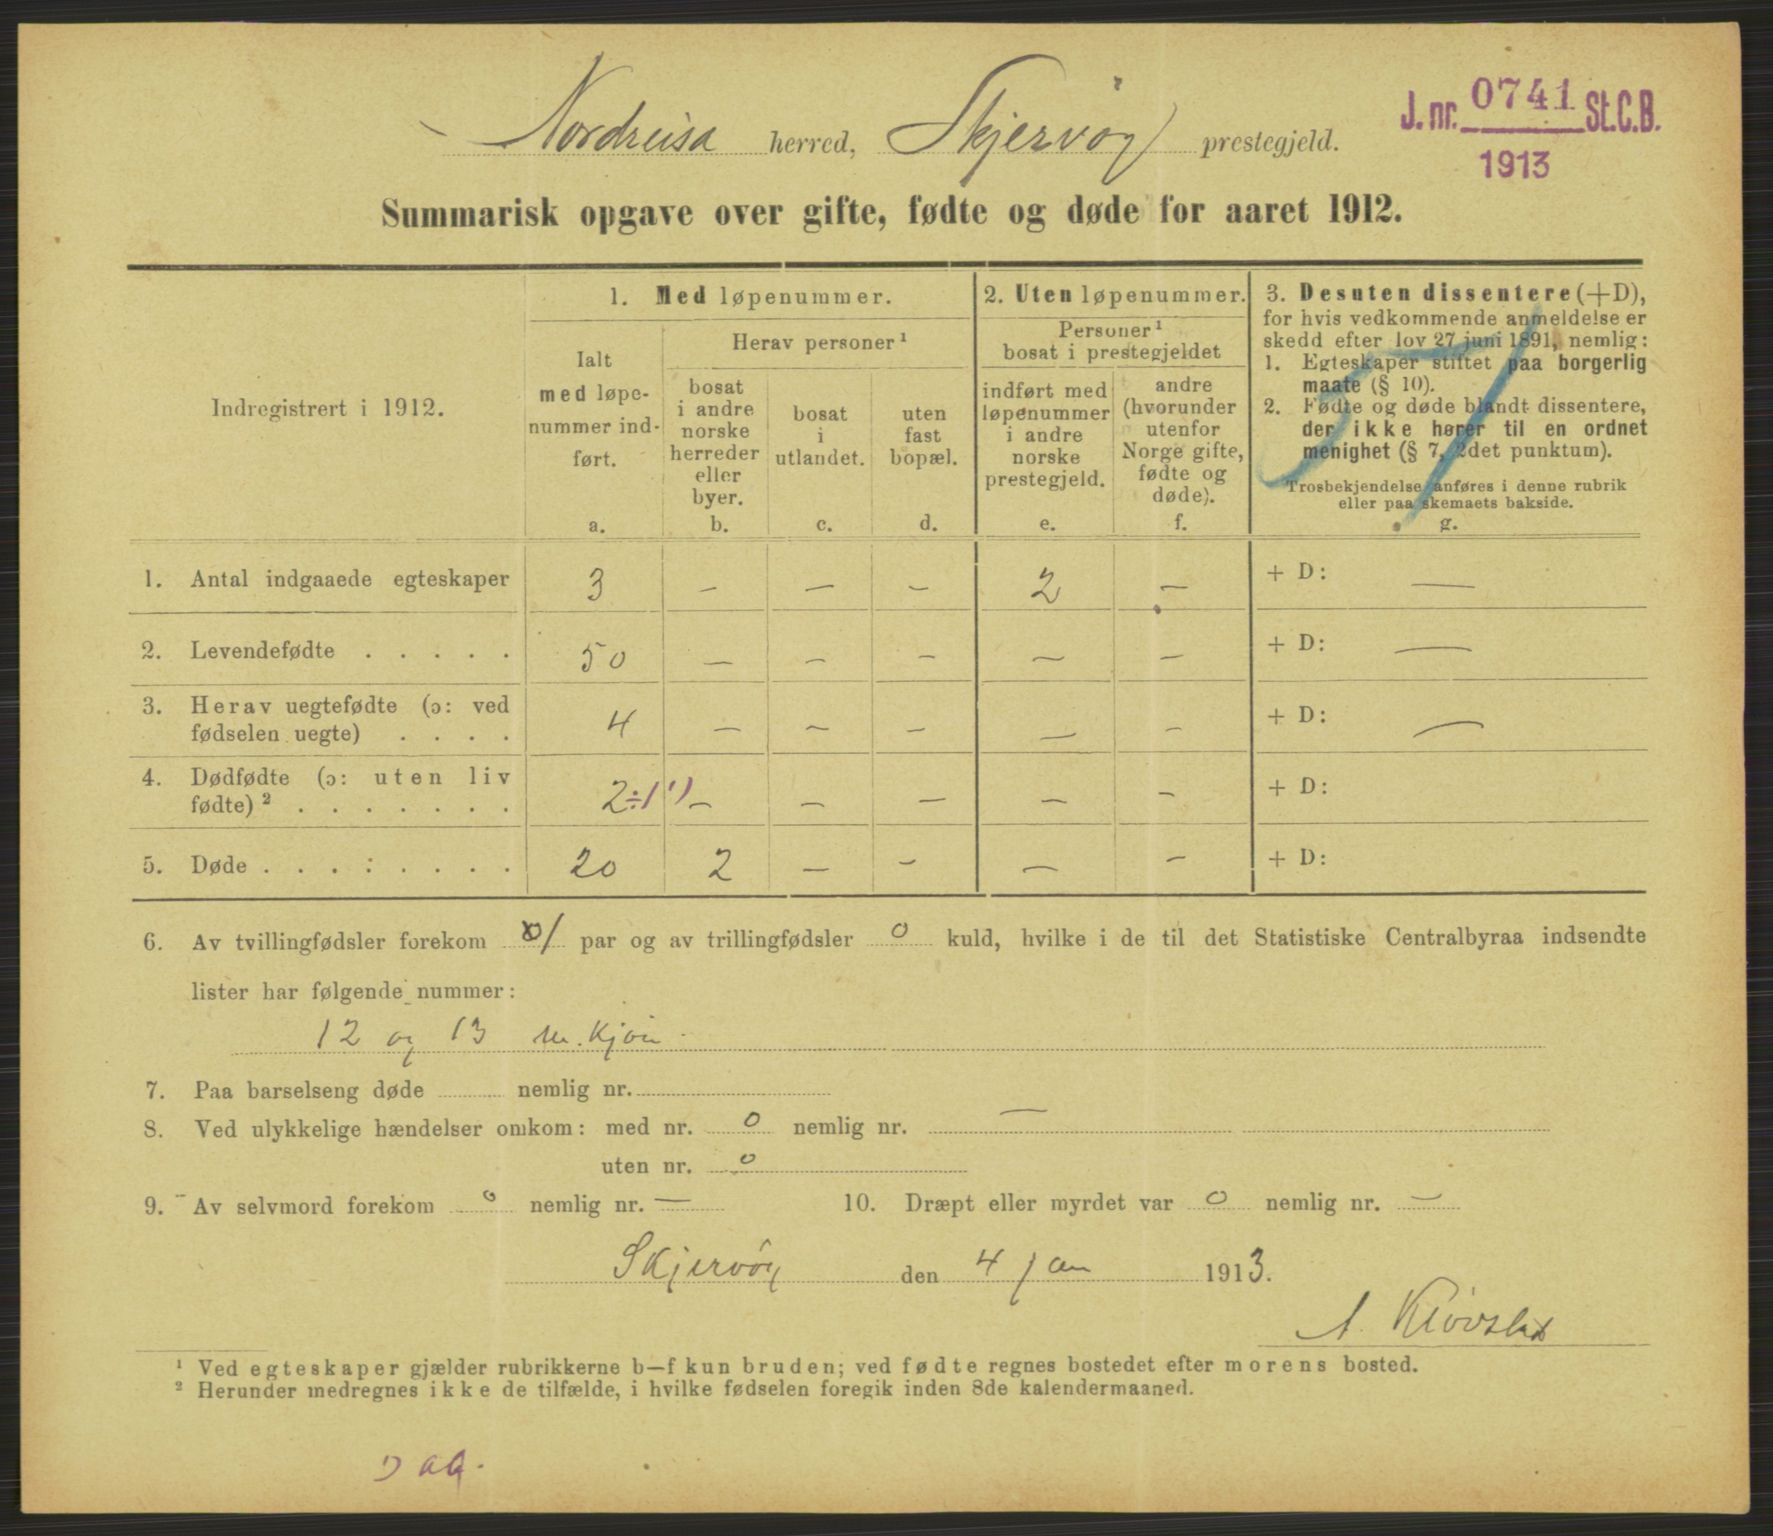 J. nr. 0741 St.C.B.
1913
Nordreisa herred, Skjervøy prestegjeld.
Summarisk opgave over gifte, fødte og døde for aaret 1912.
Indregistrert i 1912.
1. Med løpenummer.
Ialt
med løpe-
nummer ind-
ført.
a.
Herav personer¹
bosat
i andre
norske
herreder
eller
byer.
b.
bosat
i
utlandet.
c.
uten
fast
bopæl.
d.
2. Uten løpenummer.
Personer¹
bosat i prestegjeldet
indført med
løpenummer
i andre
norske
prestegjeld.
e.
andre
(hvorunder
utenfor
Norge gifte,
fødte og
døde).
f.
3. Desuten dissentere (+D),
for hvis vedkommende anmeldelse er
skedd efter lov 27 juni 1891, nemlig:
1. Egteskaper stiftet paa borgerlig
maate (§ 10).
2. Fødte og døde blandt dissentere,
der ikke hører til en ordnet
menighet (§ 7, 2det punktum).
Trosbekjendelse anføres i denne rubrik
eller paa skemaets bakside.
g.
1. Antal indgaaede egteskaper 3 – – – 2 – + D: –
2. Levendefødte . . . . . 50 – – – – – + D: –
3. Herav uegtefødte (ɔ: ved
fødselen uegte) . . . . 4 – – – – – + D: –
4. Dødfødte (ɔ: uten liv
fødte)² . . . . . . . 2÷1 ¹) – – – – – + D:
5. Døde . . . . . . . . 20 2 – – – – + D:
6. Av tvillingfødsler forekom 0/ par og av trillingfødsler 0 kuld, hvilke i de til det Statistiske Centralbyraa indsendte
lister har følgende nummer:
12 og 13 m. kjøn.
7. Paa barselseng døde nemlig nr.
8. Ved ulykkelige hændelser omkom: med nr. 0 nemlig nr. –
uten nr. 0
9. Av selvmord forekom 0 nemlig nr. – 10. Dræpt eller myrdet var 0 nemlig nr. –
Skjervøy den 4 jan 1913.
A. Kløvstad
¹ Ved egteskaper gjælder rubrikkerne b–f kun bruden; ved fødte regnes bostedet efter morens bosted.
² Herunder medregnes ikke de tilfælde, i hvilke fødselen foregik inden 8de kalendermaaned.